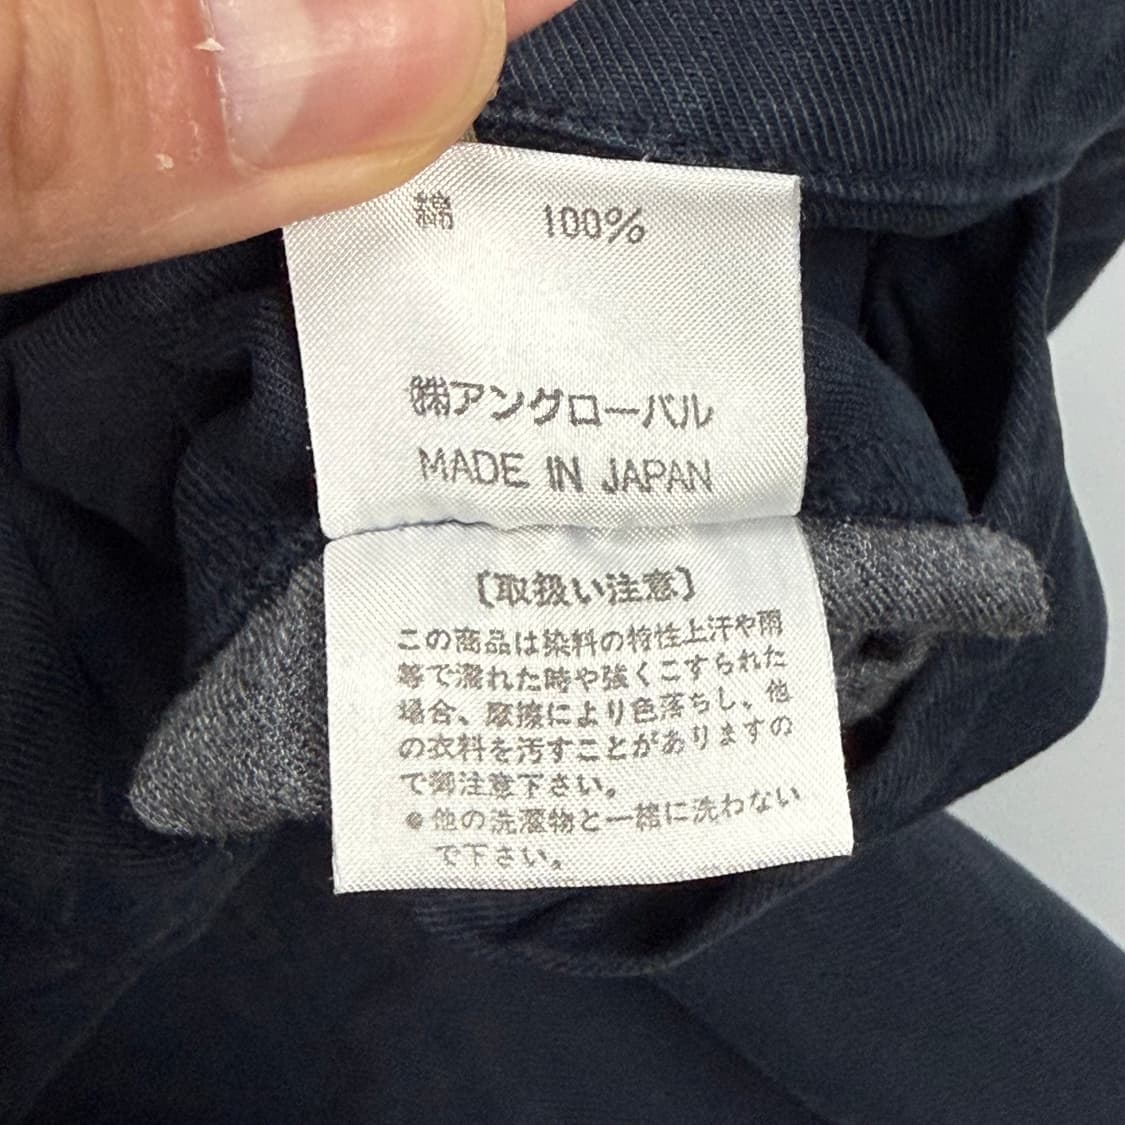 綿 100%
㈱アングローバル
MADE IN JAPAN
〔取扱い注意〕
この商品は染料の特性上汗や雨
等で濡れた時や強くこすられた
場合、摩擦により色落ちし、他
の衣料を汚すことがありますの
で御注意下さい。
●他の洗濯物と一緒に洗わない
で下さい。